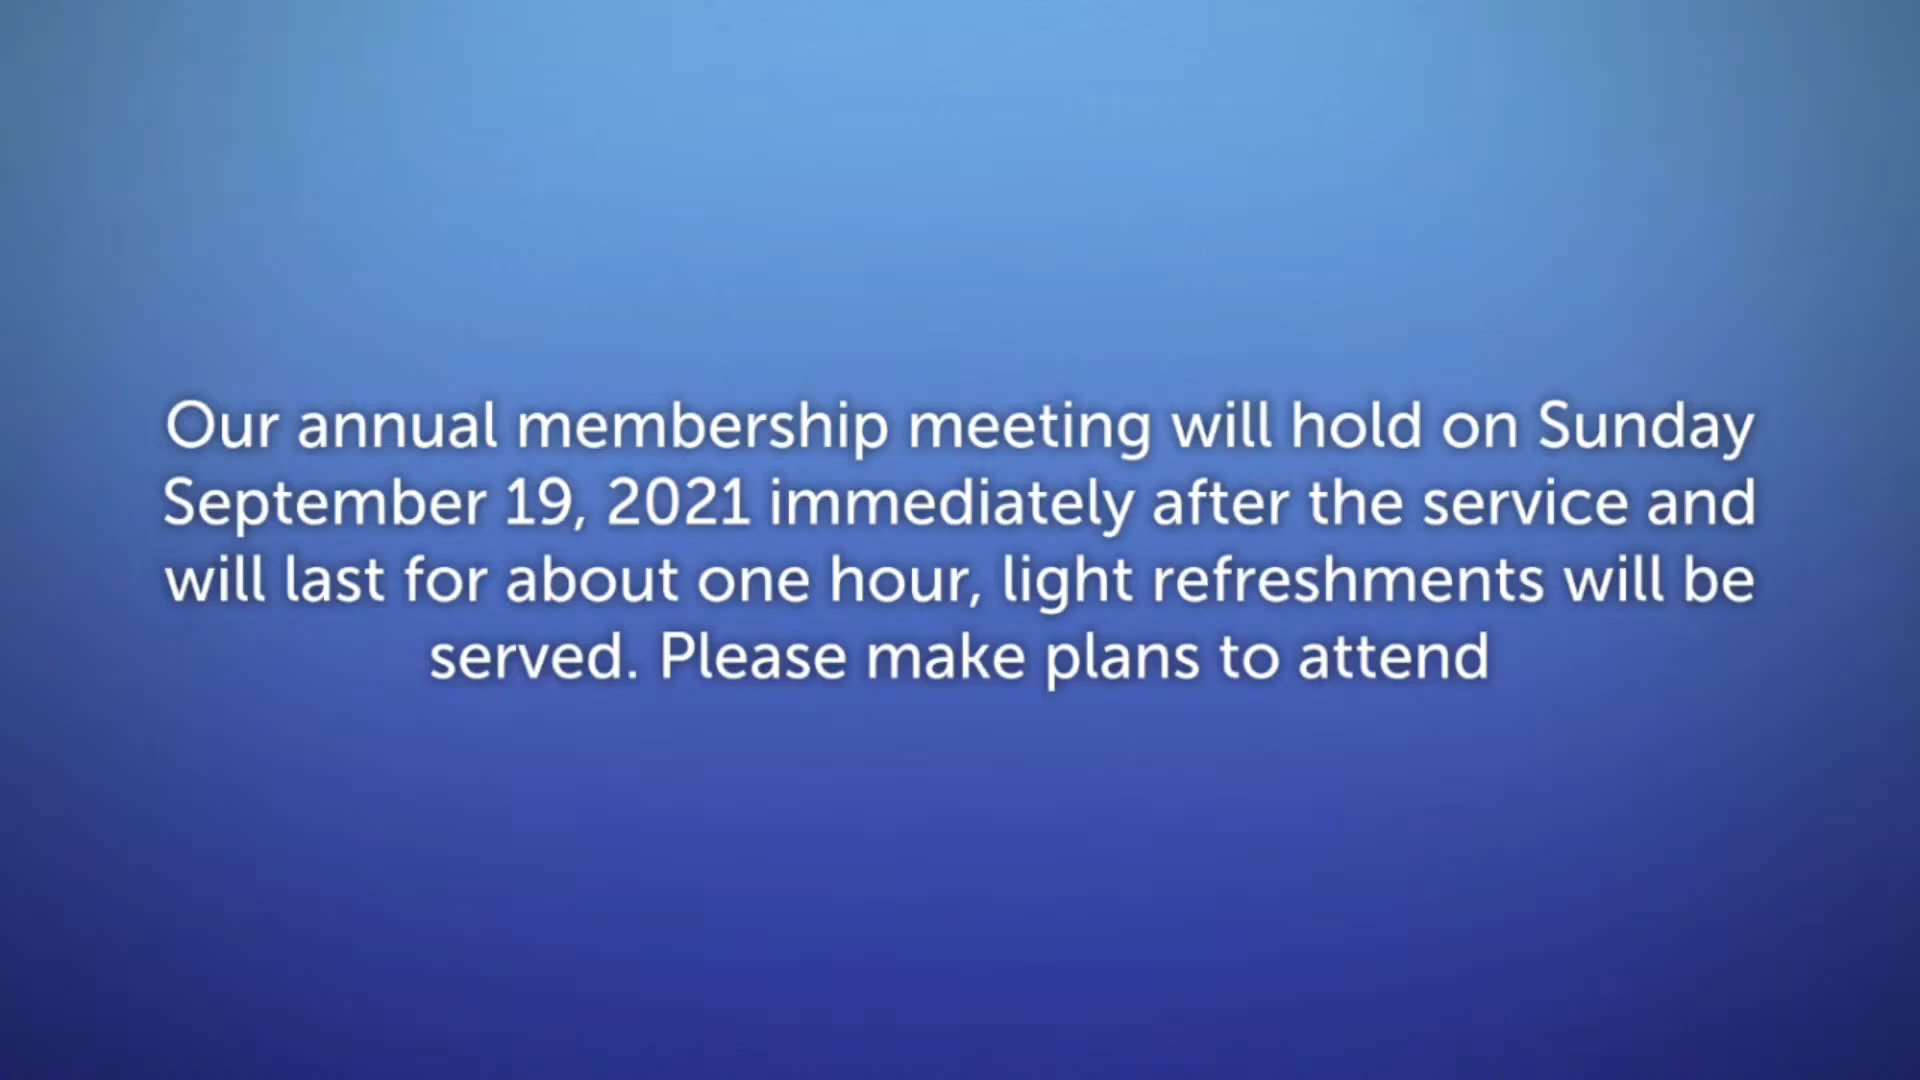 Our annual membership meeting will hold on Sunday
September 19, 2021 immediately after the service and
will last for about one hour, light refreshments will be
served. Please make plans to attend